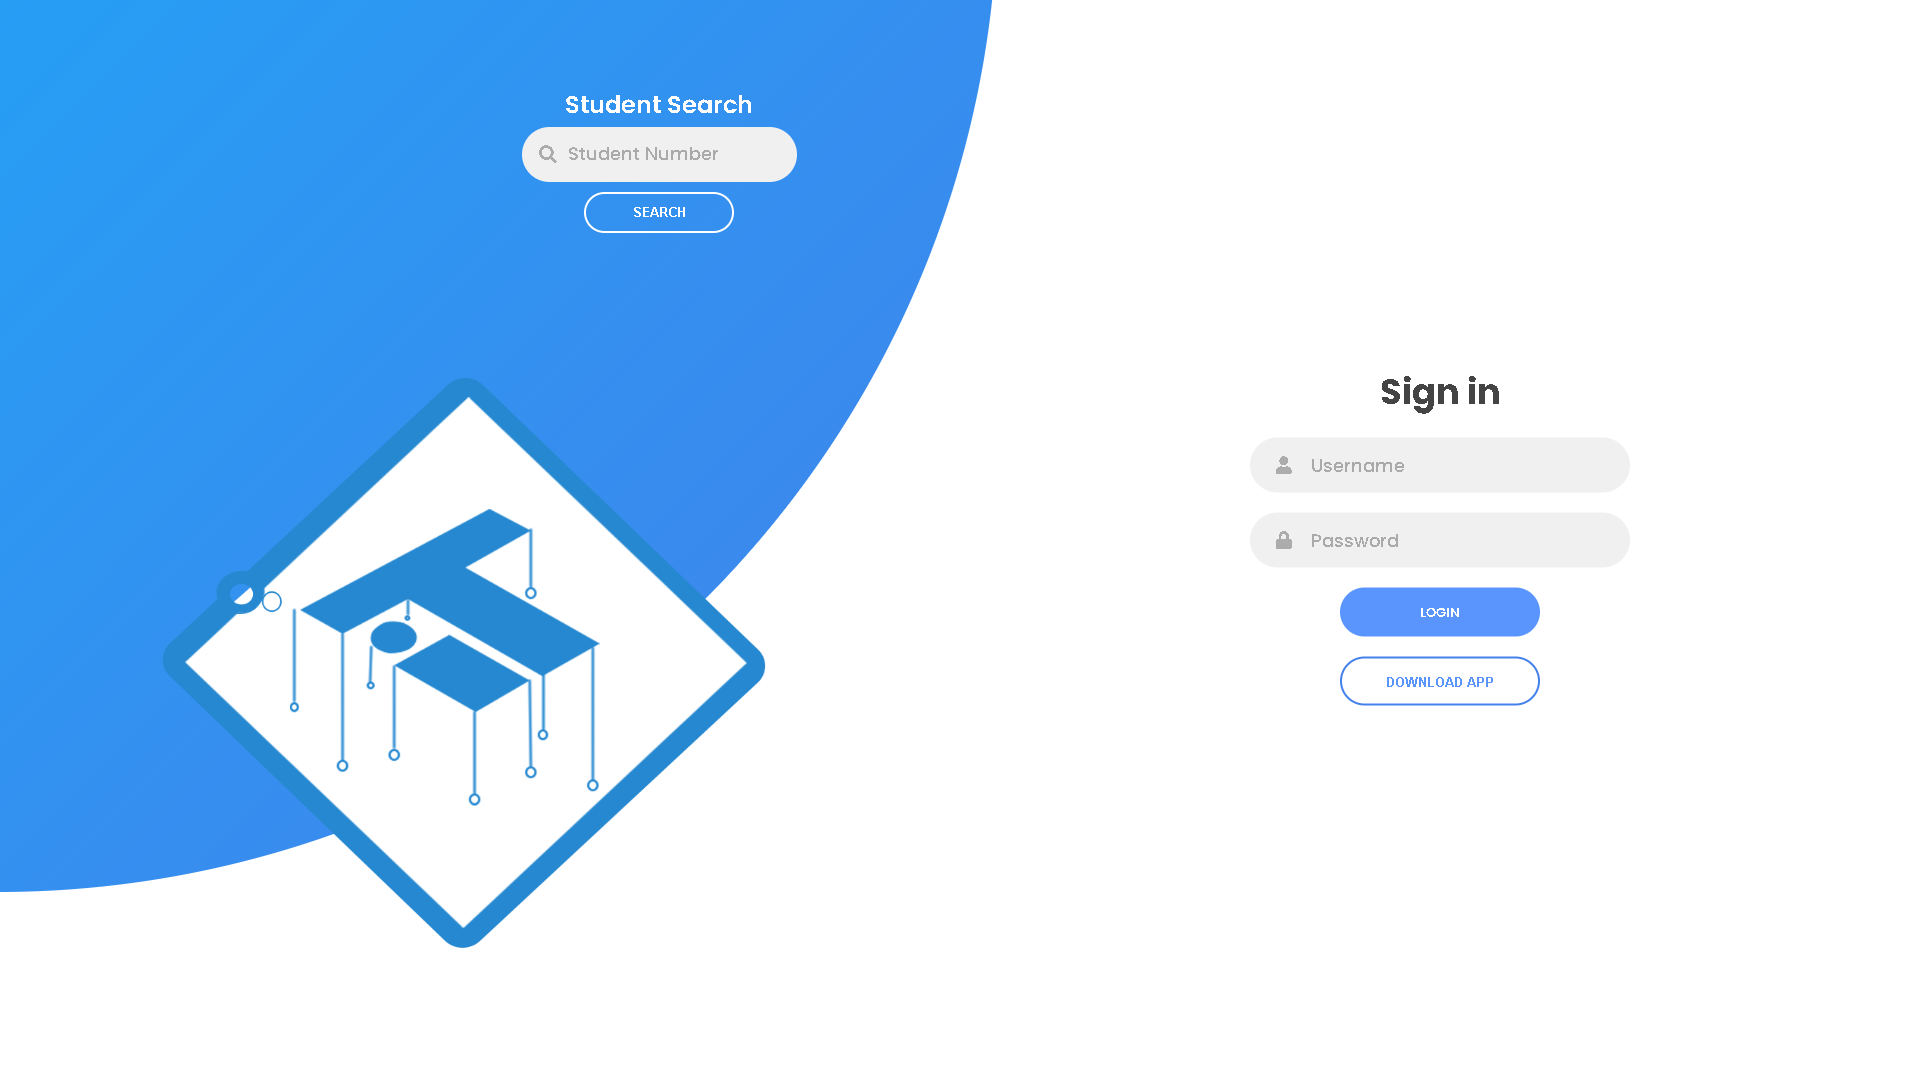 Student Search
Student Number
SEARCH
Sign in
Username
Password
LOGIN
DOWNLOAD APP